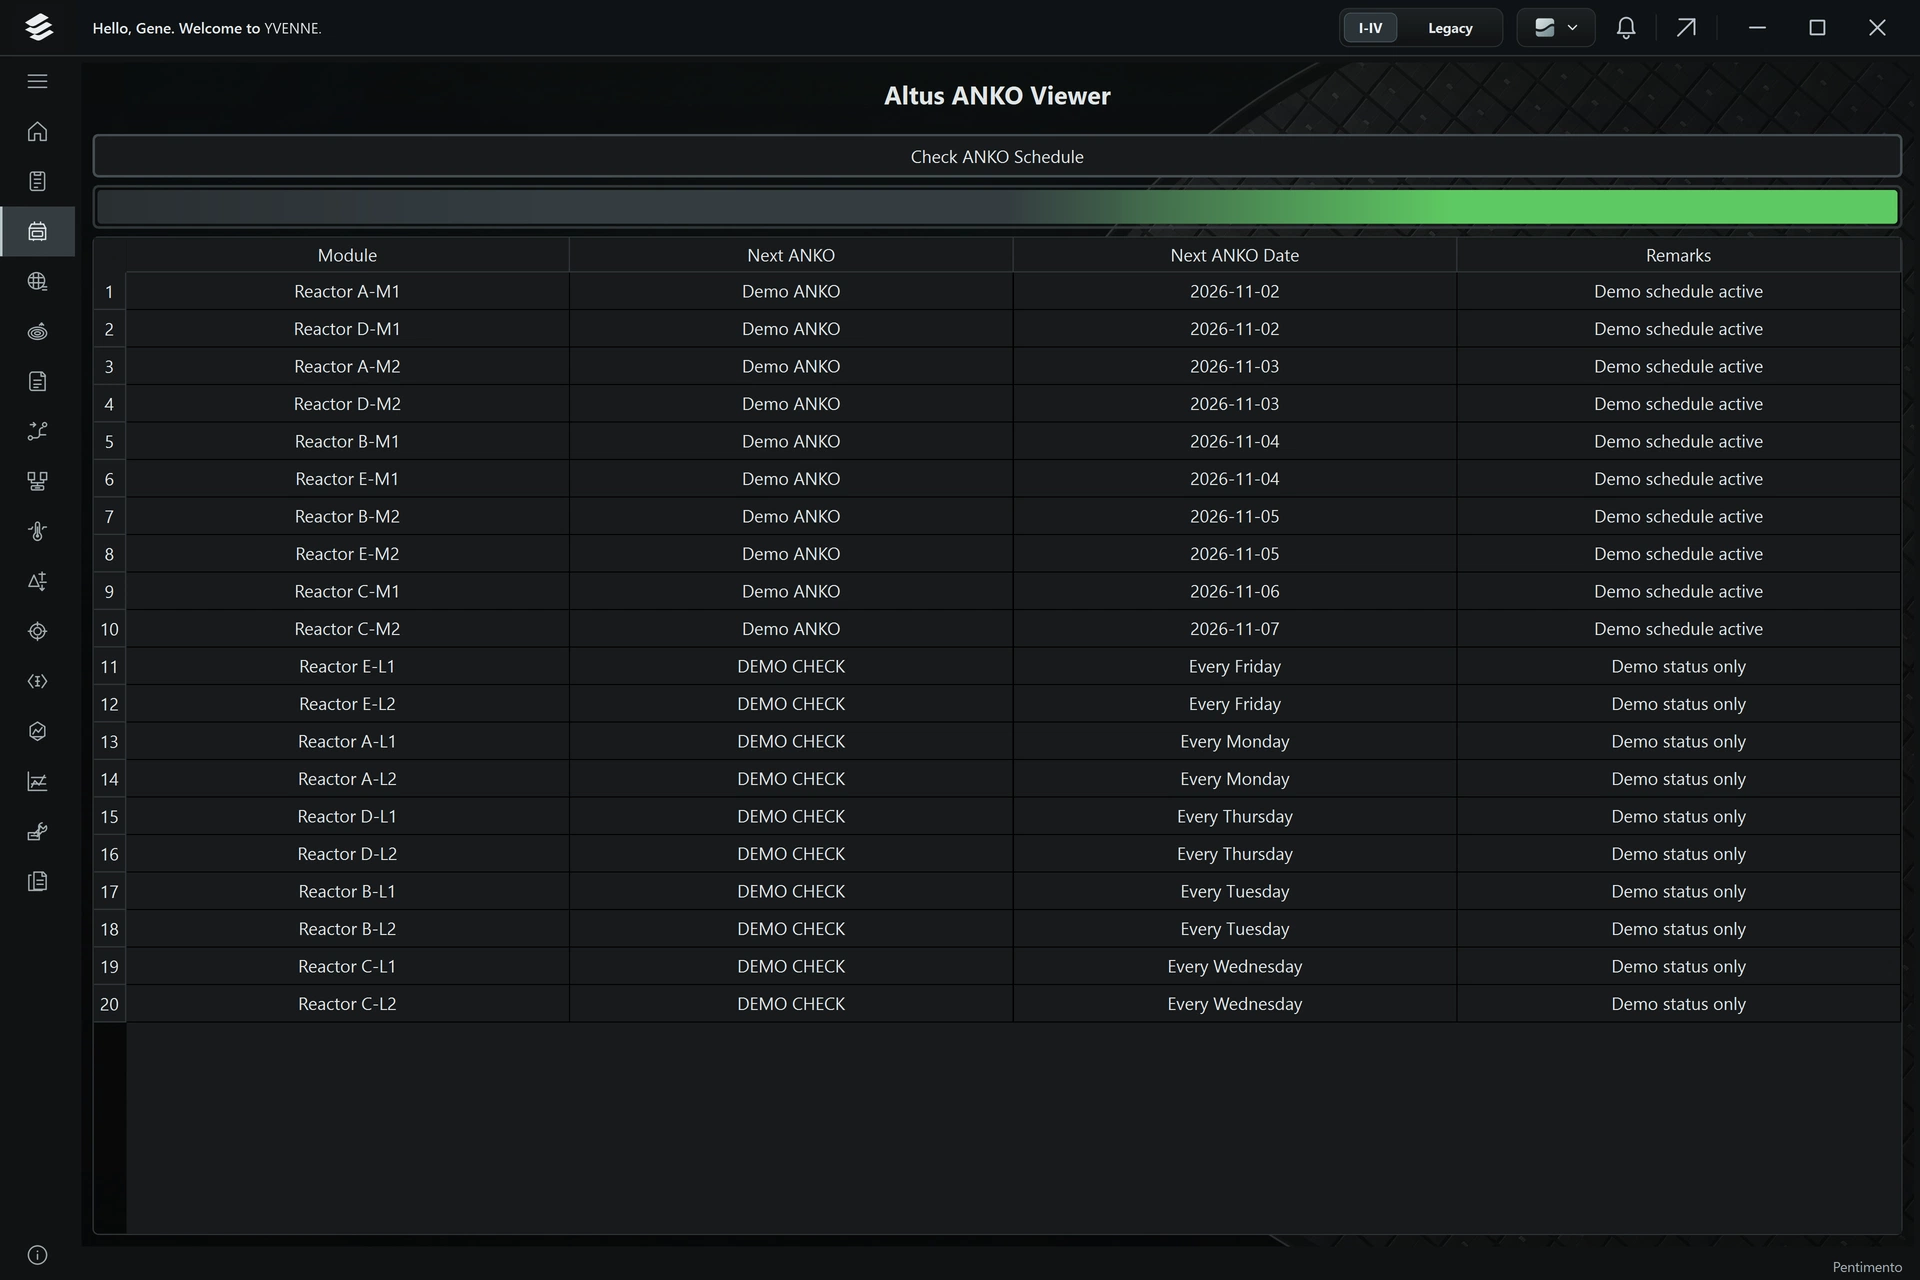 Hello, Gene. Welcome to YVENNE.
I-IV Legacy
Altus ANKO Viewer
Check ANKO Schedule
Module Next ANKO Next ANKO Date Remarks
1 Reactor A-M1 Demo ANKO 2026-11-02 Demo schedule active
2 Reactor D-M1 Demo ANKO 2026-11-02 Demo schedule active
3 Reactor A-M2 Demo ANKO 2026-11-03 Demo schedule active
4 Reactor D-M2 Demo ANKO 2026-11-03 Demo schedule active
5 Reactor B-M1 Demo ANKO 2026-11-04 Demo schedule active
6 Reactor E-M1 Demo ANKO 2026-11-04 Demo schedule active
7 Reactor B-M2 Demo ANKO 2026-11-05 Demo schedule active
8 Reactor E-M2 Demo ANKO 2026-11-05 Demo schedule active
9 Reactor C-M1 Demo ANKO 2026-11-06 Demo schedule active
10 Reactor C-M2 Demo ANKO 2026-11-07 Demo schedule active
11 Reactor E-L1 DEMO CHECK Every Friday Demo status only
12 Reactor E-L2 DEMO CHECK Every Friday Demo status only
13 Reactor A-L1 DEMO CHECK Every Monday Demo status only
14 Reactor A-L2 DEMO CHECK Every Monday Demo status only
15 Reactor D-L1 DEMO CHECK Every Thursday Demo status only
16 Reactor D-L2 DEMO CHECK Every Thursday Demo status only
17 Reactor B-L1 DEMO CHECK Every Tuesday Demo status only
18 Reactor B-L2 DEMO CHECK Every Tuesday Demo status only
19 Reactor C-L1 DEMO CHECK Every Wednesday Demo status only
20 Reactor C-L2 DEMO CHECK Every Wednesday Demo status only
Pentimento